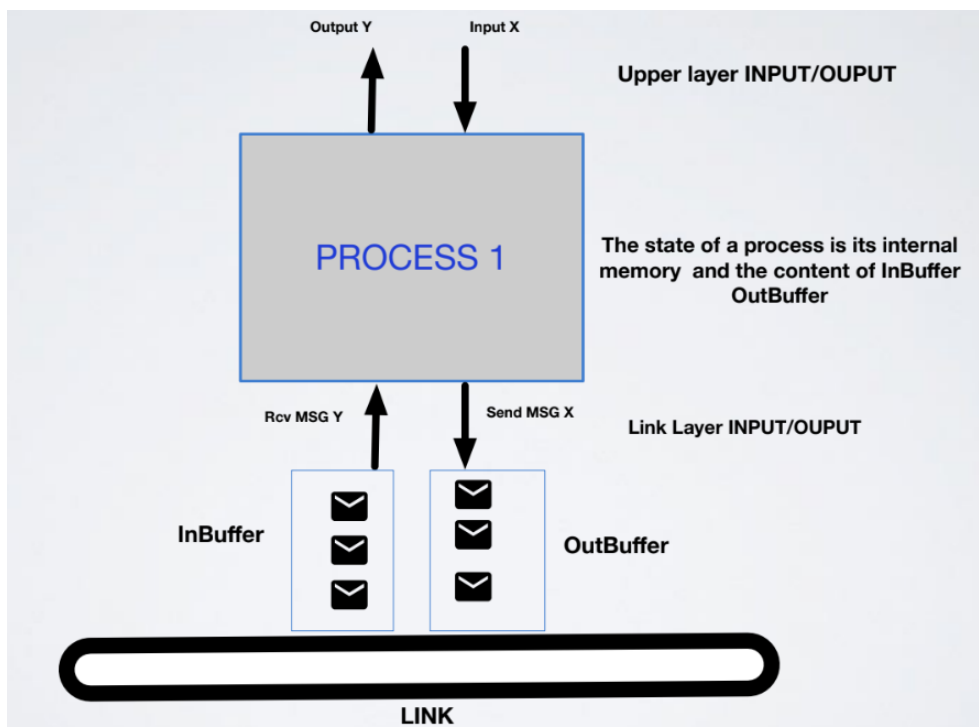 Output Y
Input X
Upper layer INPUT/OUPUT
PROCESS 1
The state of a process is its internal
memory and the content of InBuffer
OutBuffer
Rcv MSG Y
Send MSG X
Link Layer INPUT/OUPUT
InBuffer
OutBuffer
LINK